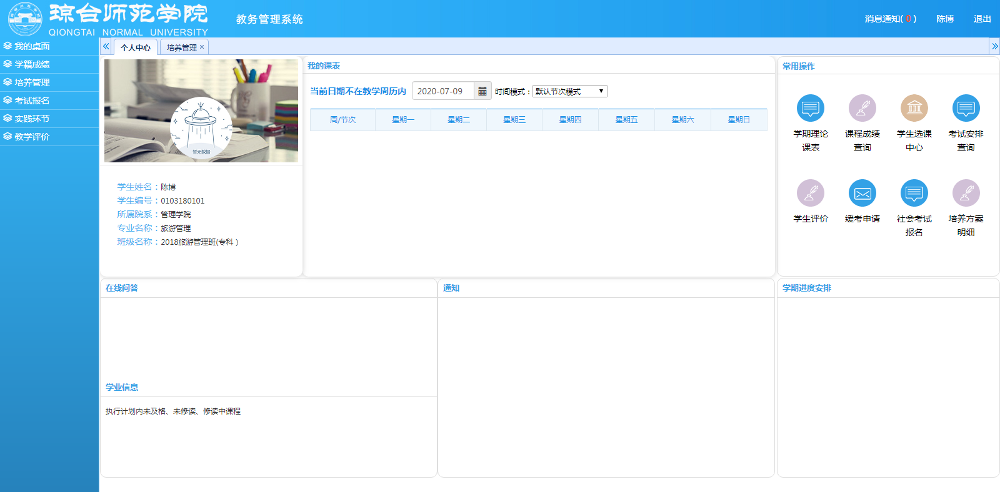 琼台师范学院
QIONGTAI NORMAL UNIVERSITY
教务管理系统
消息通知( 0 )
陈博
退出
我的桌面
学籍成绩
培养管理
考试报名
实践环节
教学评价
个人中心
培养管理 ×
暂无数据
学生姓名：陈博
学生编号：0103180101
所属院系：管理学院
专业名称：旅游管理
班级名称：2018旅游管理班(专科 )
我的课表
当前日期不在教学周历内 2020-07-09 时间模式： 默认节次模式
周/节次 星期一 星期二 星期三 星期四 星期五 星期六 星期日
常用操作
学期理论
课表
课程成绩
查询
学生选课
中心
考试安排
查询
学生评价
缓考申请
社会考试
报名
培养方案
明细
在线问答
学业信息
执行计划内未及格、未修读、修读中课程
通知
学期进度安排